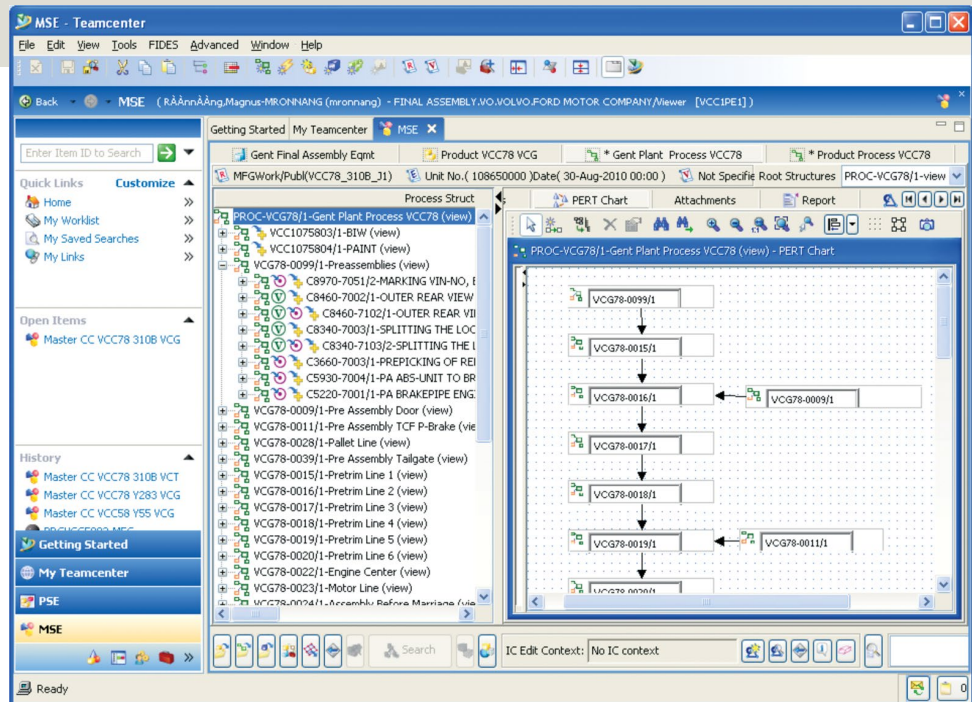 MSE - Teamcenter
File Edit View Tools FIDES Advanced Window Help
Back MSE ( RÀÅnnÀÅng,Magnus-MRONNANG (mronnang) - FINAL ASSEMBLY.VO.VOLVO.FORD MOTOR COMPANY/Viewer [VCC1PE1] )
Enter Item ID to Search
Quick Links Customize
Home
My Worklist
My Saved Searches
My Links
Open Items
Master CC VCC78 310B VCG
History
Master CC VCC78 310B VCT
Master CC VCC78 Y283 VCG
Master CC VCC58 Y55 VCG
Getting Started
My Teamcenter
PSE
MSE
Getting Started My Teamcenter MSE
Gent Final Assembly Eqmt Product VCC78 VCG * Gent Plant Process VCC78 * Product Process VCC78
MFGWork/Publ(VCC78_310B_J1) Unit No.( 108650000 )Date( 30-Aug-2010 00:00 ) Not Specifie Root Structures PROC-VCG78/1-view
Process Struct
PROC-VCG78/1-Gent Plant Process VCC78 (view)
VCC1075803/1-BIW (view)
VCC1075804/1-PAINT (view)
VCG78-0099/1-Preassemblies (view)
C8970-7051/2-MARKING VIN-NO, E
C8460-7002/1-OUTER REAR VIEW
C8460-7102/1-OUTER REAR VII
C8340-7003/1-SPLITTING THE LOC
C8340-7103/2-SPLITTING THE L
C3660-7003/1-PREPICKING OF REI
C5930-7004/1-PA ABS-UNIT TO BR
C5220-7001/1-PA BRAKEPIPE ENG.
VCG78-0009/1-Pre Assembly Door (view)
VCG78-0011/1-Pre Assembly TCF P-Brake (vie
VCG78-0028/1-Pallet Line (view)
VCG78-0039/1-Pre Assembly Tailgate (view)
VCG78-0015/1-Pretrim Line 1 (view)
VCG78-0016/1-Pretrim Line 2 (view)
VCG78-0017/1-Pretrim Line 3 (view)
VCG78-0018/1-Pretrim Line 4 (view)
VCG78-0019/1-Pretrim Line 5 (view)
VCG78-0020/1-Pretrim Line 6 (view)
VCG78-0022/1-Engine Center (view)
VCG78-0023/1-Motor Line (view)
VCG78-0024/1-Assembly Before Marriage (vie
PERT Chart Attachments Report
PROC-VCG78/1-Gent Plant Process VCC78 (view) - PERT Chart
VCG78-0099/1
VCG78-0015/1
VCG78-0016/1 VCG78-0009/1
VCG78-0017/1
VCG78-0018/1
VCG78-0019/1 VCG78-0011/1
VCG78-0020/1
Search IC Edit Context: No IC context
Ready 0